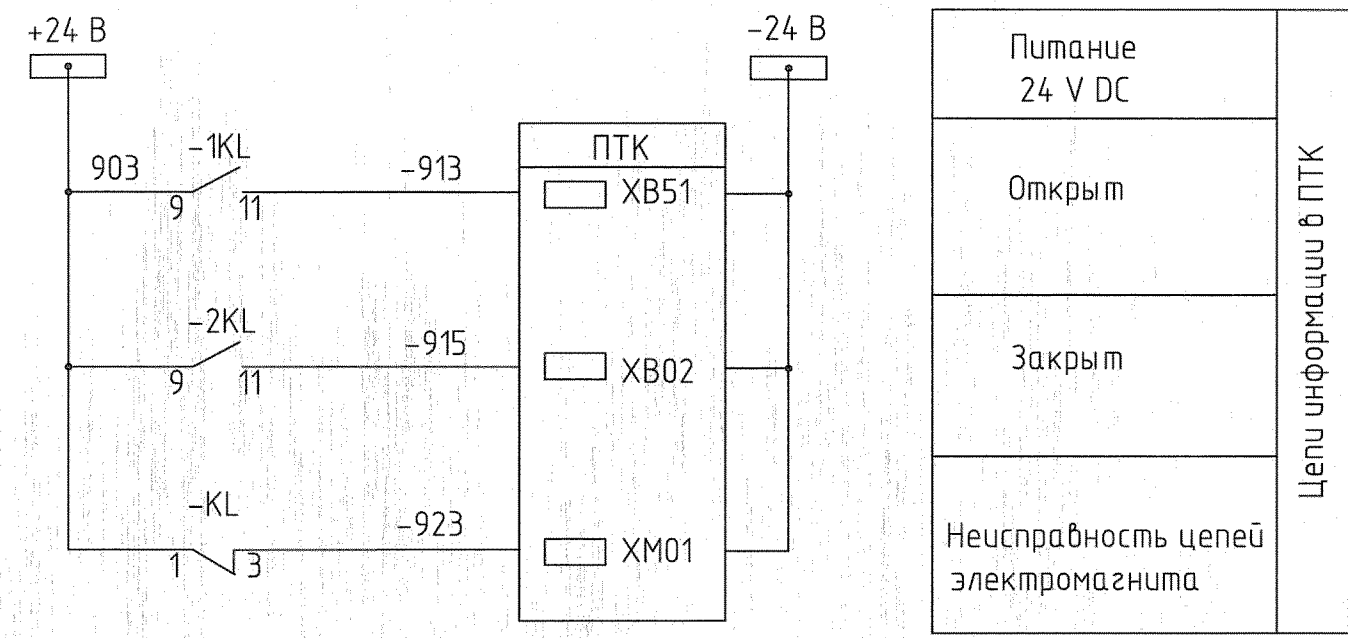 +24 В
-24 В
903
-1KL
9
11
-913
-2KL
9
11
-915
-KL
1
3
-923
ПТК
XB51
XB02
XM01
Питание
24 V DC
Открыт
Закрыт
Неисправность цепей
электромагнита
Цепи информации в ПТК